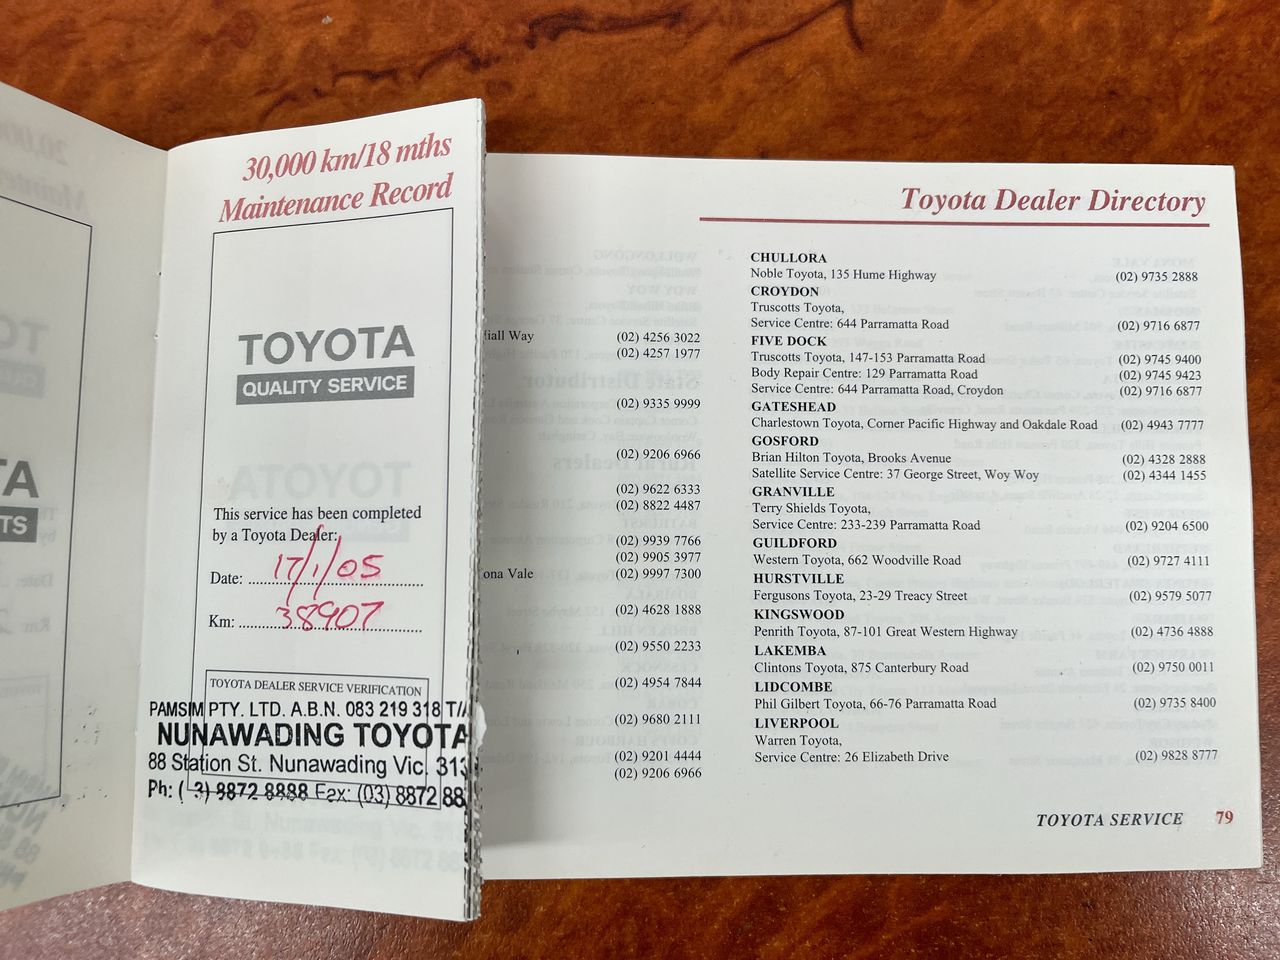 30,000 km/18 mths
Maintenance Record
TOYOTA
QUALITY SERVICE
This service has been completed
by a Toyota Dealer:
Date: 17/1/05
Km: 38907
TOYOTA DEALER SERVICE VERIFICATION
PAMSIM PTY. LTD. A.B.N. 083 219 318 T/A
NUNAWADING TOYOTA
88 Station St. Nunawading Vic. 313
Ph: ( 3) 9872 8888 Fax: (03) 8872 88
TA
TS
Way
(02) 4256 3022
(02) 4257 1977
(02) 9335 9999
(02) 9206 6966
(02) 9622 6333
(02) 8822 4487
(02) 9939 7766
(02) 9905 3977
ona Vale (02) 9997 7300
(02) 4628 1888
(02) 9550 2233
(02) 4954 7844
(02) 9680 2111
(02) 9201 4444
(02) 9206 6966
Toyota Dealer Directory
CHULLORA
Noble Toyota, 135 Hume Highway (02) 9735 2888
CROYDON
Truscotts Toyota,
Service Centre: 644 Parramatta Road (02) 9716 6877
FIVE DOCK
Truscotts Toyota, 147-153 Parramatta Road (02) 9745 9400
Body Repair Centre: 129 Parramatta Road (02) 9745 9423
Service Centre: 644 Parramatta Road, Croydon (02) 9716 6877
GATESHEAD
Charlestown Toyota, Corner Pacific Highway and Oakdale Road (02) 4943 7777
GOSFORD
Brian Hilton Toyota, Brooks Avenue (02) 4328 2888
Satellite Service Centre: 37 George Street, Woy Woy (02) 4344 1455
GRANVILLE
Terry Shields Toyota,
Service Centre: 233-239 Parramatta Road (02) 9204 6500
GUILDFORD
Western Toyota, 662 Woodville Road (02) 9727 4111
HURSTVILLE
Fergusons Toyota, 23-29 Treacy Street (02) 9579 5077
KINGSWOOD
Penrith Toyota, 87-101 Great Western Highway (02) 4736 4888
LAKEMBA
Clintons Toyota, 875 Canterbury Road (02) 9750 0011
LIDCOMBE
Phil Gilbert Toyota, 66-76 Parramatta Road (02) 9735 8400
LIVERPOOL
Warren Toyota,
Service Centre: 26 Elizabeth Drive (02) 9828 8777
TOYOTA SERVICE 79